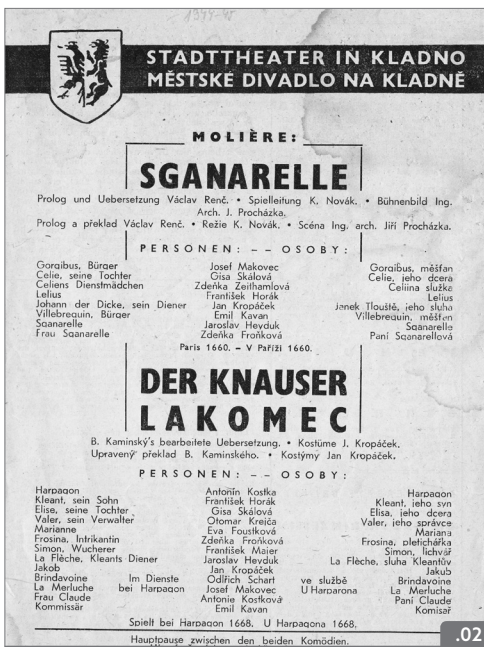 1944-45
STADTTHEATER IN KLADNO
MĚSTSKÉ DIVADLO NA KLADNĚ
MOLIÈRE:
SGANARELLE
Prolog und Uebersetzung Václav Renč. • Spielleitung K. Novák. • Bühnenbild Ing.
Arch. J. Procházka.
Prolog a překlad Václav Renč. • Režie K. Novák. • Scéna Ing. arch. Jiří Procházka.
PERSONEN: -- OSOBY:
Gorgibus, Bürger Josef Makovec Gorgibus, měšťan
Celie, seine Tochter Gisa Skálová Celie, jeho dcera
Celiens Dienstmädchen Zdeňka Zeithamlová Celiina služka
Lelius František Horák Lelius
Johann der Dicke, sein Diener Jan Kropáček Janek Tlouště, jeho sluha
Villebrequin, Bürger Emil Kavan Villebrequin, měšťan
Sganarelle Jaroslav Heyduk Sganarelle
Frau Sganarelle Zdeňka Froňková Paní Sganarellová
Paris 1660. – V Paříži 1660.
DER KNAUSER
LAKOMEC
B. Kaminský's bearbeitete Uebersetzung. • Kostüme J. Kropáček.
Upravený překlad B. Kaminského. • Kostýmy Jan Kropáček.
PERSONEN: -- OSOBY:
Harpagon Antonín Kostka Harpagon
Kleant, sein Sohn František Horák Kleant, jeho syn
Elise, seine Tochter Gisa Skálová Elisa, jeho dcera
Valer, sein Verwalter Otomar Krejča Valer, jeho správce
Marianne Eva Foustková Mariana
Frosina, Intrikantin Zdeňka Froňková Frosina, pletichářka
Simon, Wucherer František Maier Simon, lichvář
La Flèche, Kleants Diener Jaroslav Heyduk La Flèche, sluha Kleantův
Jakob Jan Kropáček Jakub
Brindavoine Im Dienste Oldřich Schart ve službě Brindavoine
La Merluche bei Harpagon Josef Makovec U Harparona La Merluche
Frau Claude Antonie Kostková Paní Claude
Kommissär Emil Kavan Komisař
Spielt bei Harpagon 1668. U Harpagona 1668.
Hauptpause zwischen den beiden Komödien.
.02